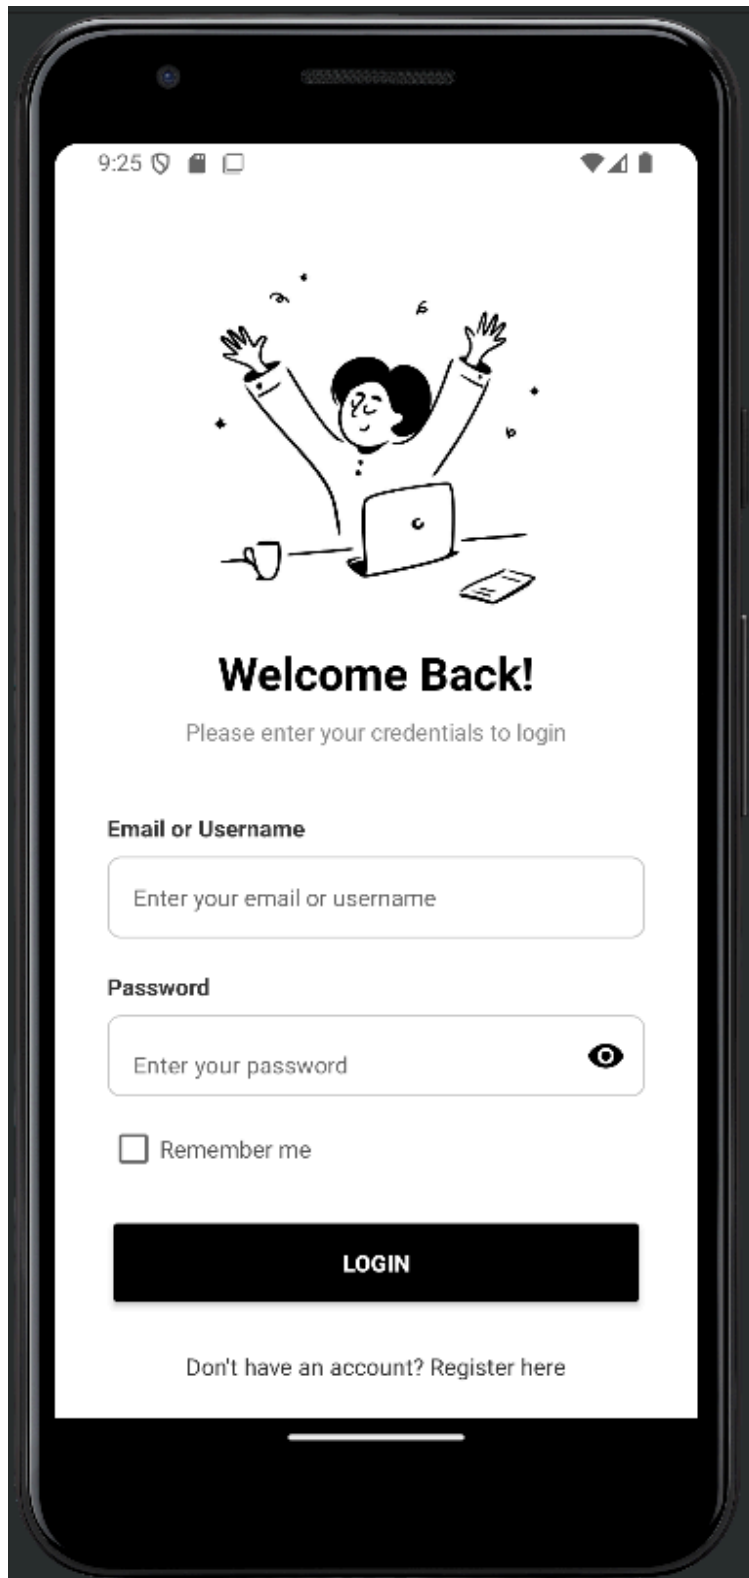 9:25
Welcome Back!
Please enter your credentials to login
Email or Username
Enter your email or username
Password
Enter your password
Remember me
LOGIN
Don't have an account? Register here